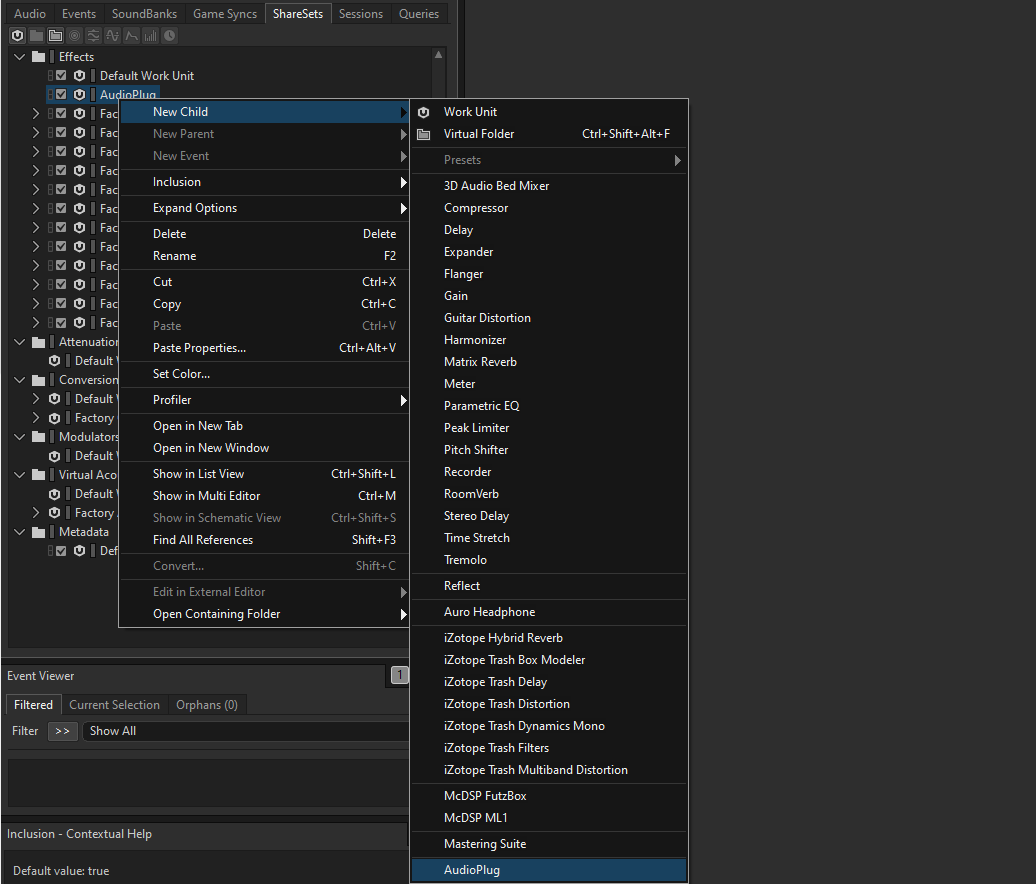 Audio Events SoundBanks Game Syncs ShareSets Sessions Queries
Effects
Default Work Unit
AudioPlug
Fac
Fac
Fac
Fac
Fac
Fac
Fac
Fac
Fac
Fac
Fac
Fac
Attenuation
Default
Conversion
Default
Factory
Modulators
Default
Virtual Aco
Default
Factory
Metadata
Def
New Child
New Parent
New Event
Inclusion
Expand Options
Delete Delete
Rename F2
Cut Ctrl+X
Copy Ctrl+C
Paste Ctrl+V
Paste Properties... Ctrl+Alt+V
Set Color...
Profiler
Open in New Tab
Open in New Window
Show in List View Ctrl+Shift+L
Show in Multi Editor Ctrl+M
Show in Schematic View Ctrl+Shift+S
Find All References Shift+F3
Convert... Shift+C
Edit in External Editor
Open Containing Folder
Work Unit
Virtual Folder Ctrl+Shift+Alt+F
Presets
3D Audio Bed Mixer
Compressor
Delay
Expander
Flanger
Gain
Guitar Distortion
Harmonizer
Matrix Reverb
Meter
Parametric EQ
Peak Limiter
Pitch Shifter
Recorder
RoomVerb
Stereo Delay
Time Stretch
Tremolo
Reflect
Auro Headphone
iZotope Hybrid Reverb
iZotope Trash Box Modeler
iZotope Trash Delay
iZotope Trash Distortion
iZotope Trash Dynamics Mono
iZotope Trash Filters
iZotope Trash Multiband Distortion
McDSP FutzBox
McDSP ML1
Mastering Suite
AudioPlug
Event Viewer 1
Filtered Current Selection Orphans (0)
Filter >> Show All
Inclusion - Contextual Help
Default value: true